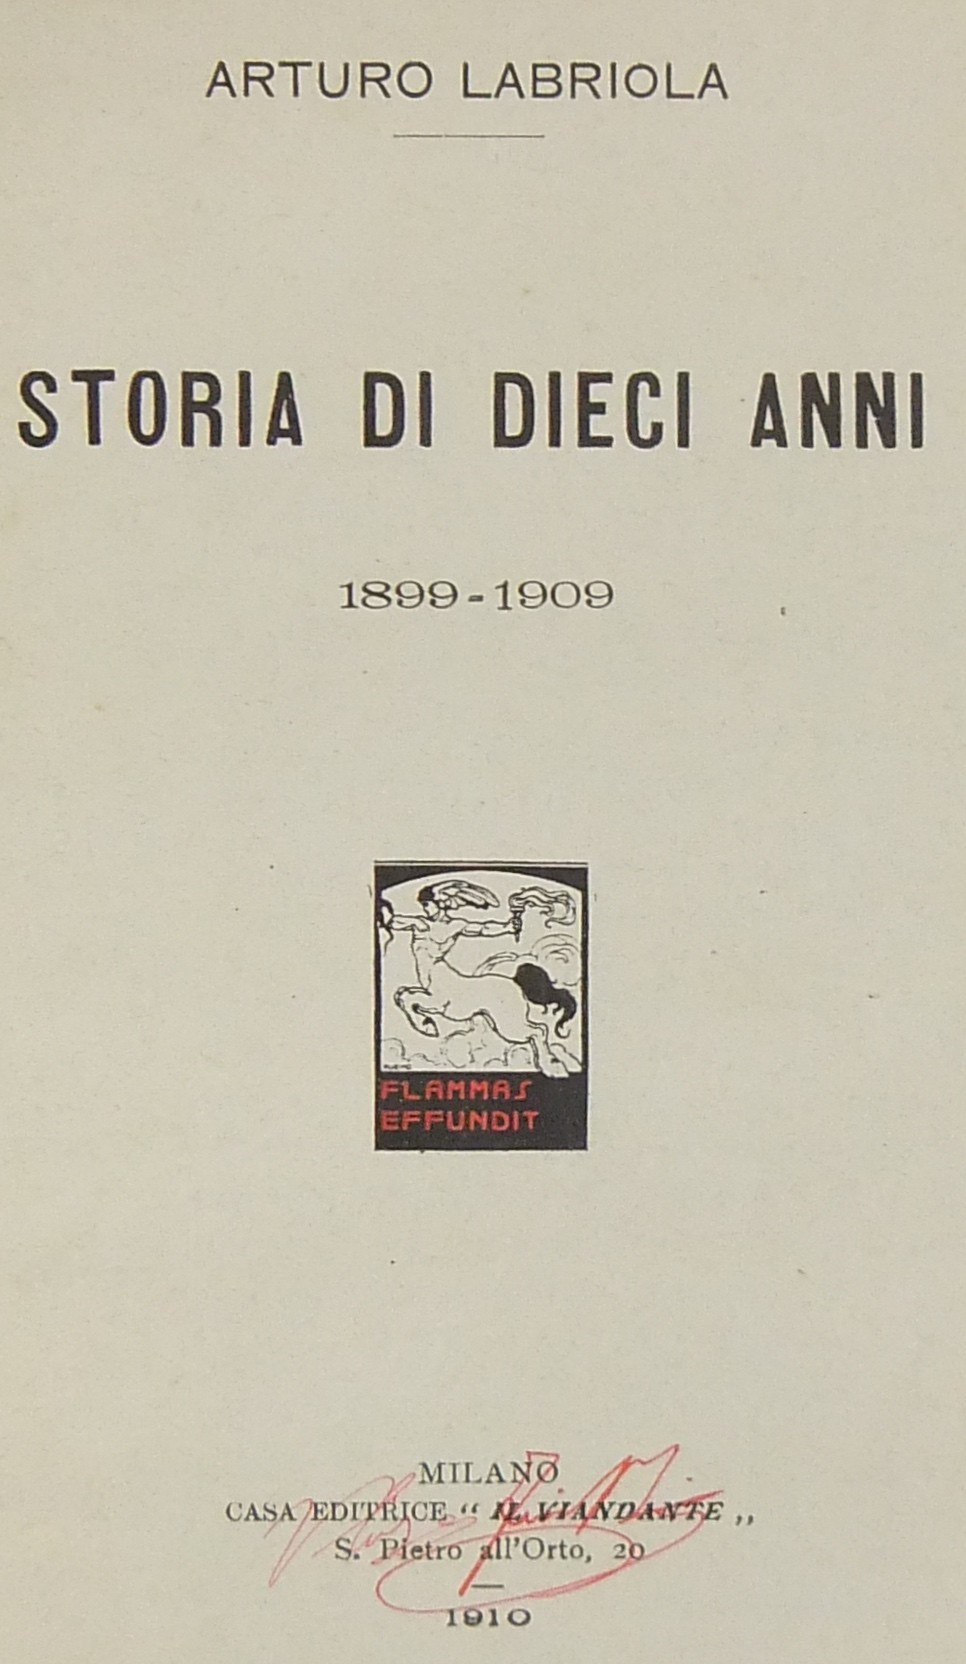 ARTURO LABRIOLA
STORIA DI DIECI ANNI
1899-1909
FLAMMAS
EFFUNDIT
MILANO
CASA EDITRICE “ IL VIANDANTE „
S. Pietro all'Orto, 20
1910